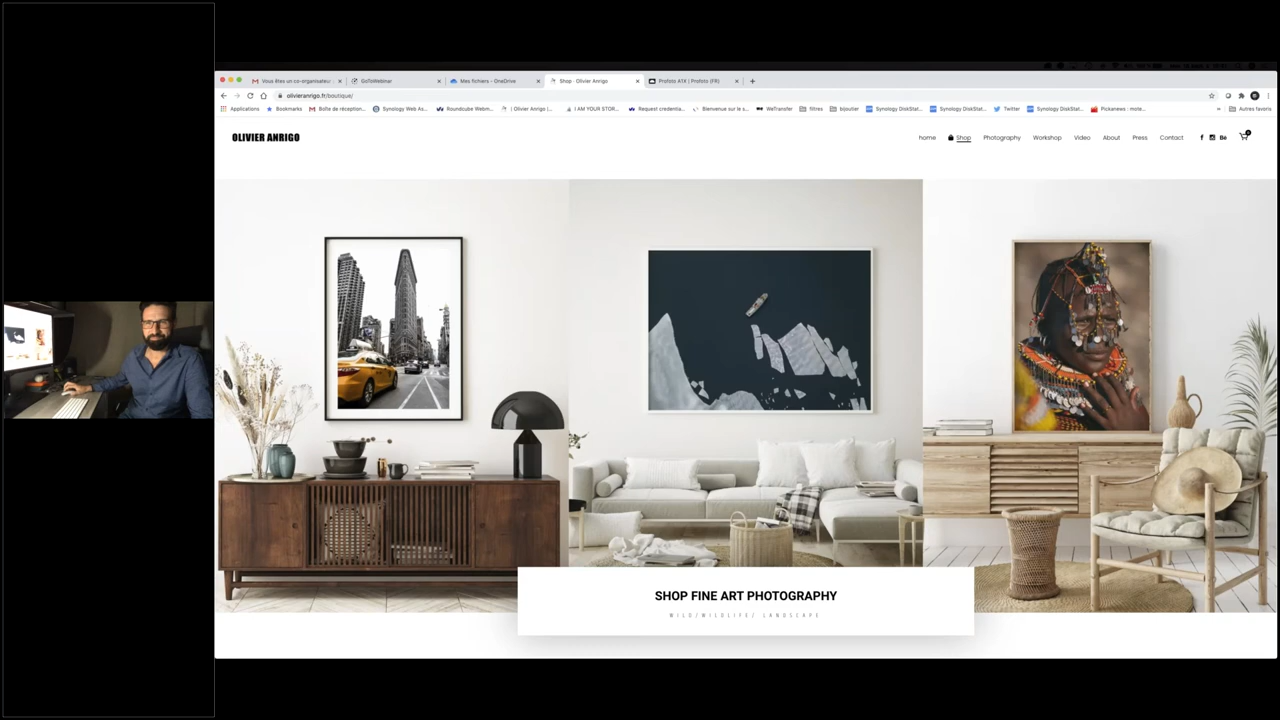 Vous êtes un co-organisateur
GoToWebinar
Mes fichiers - OneDrive
Shop - Olivier Anrigo
Profoto A1X | Profoto (FR)
olivieranrigo.fr/boutique/
Applications
Bookmarks
Boîte de réception...
Synology Web As...
Roundcube Webm...
| Olivier Anrigo |...
I AM YOUR STOR...
Request credentia...
Bienvenue sur le s...
WeTransfer
filtres
bijoutier
Synology DiskStat...
Synology DiskStat...
Twitter
Synology DiskStat...
Pickanews : mote...
»
Autres favoris
OLIVIER ANRIGO
home
Shop
Photography
Workshop
Video
About
Press
Contact
SHOP FINE ART PHOTOGRAPHY
WILD/WILDLIFE/ LANDSCAPE